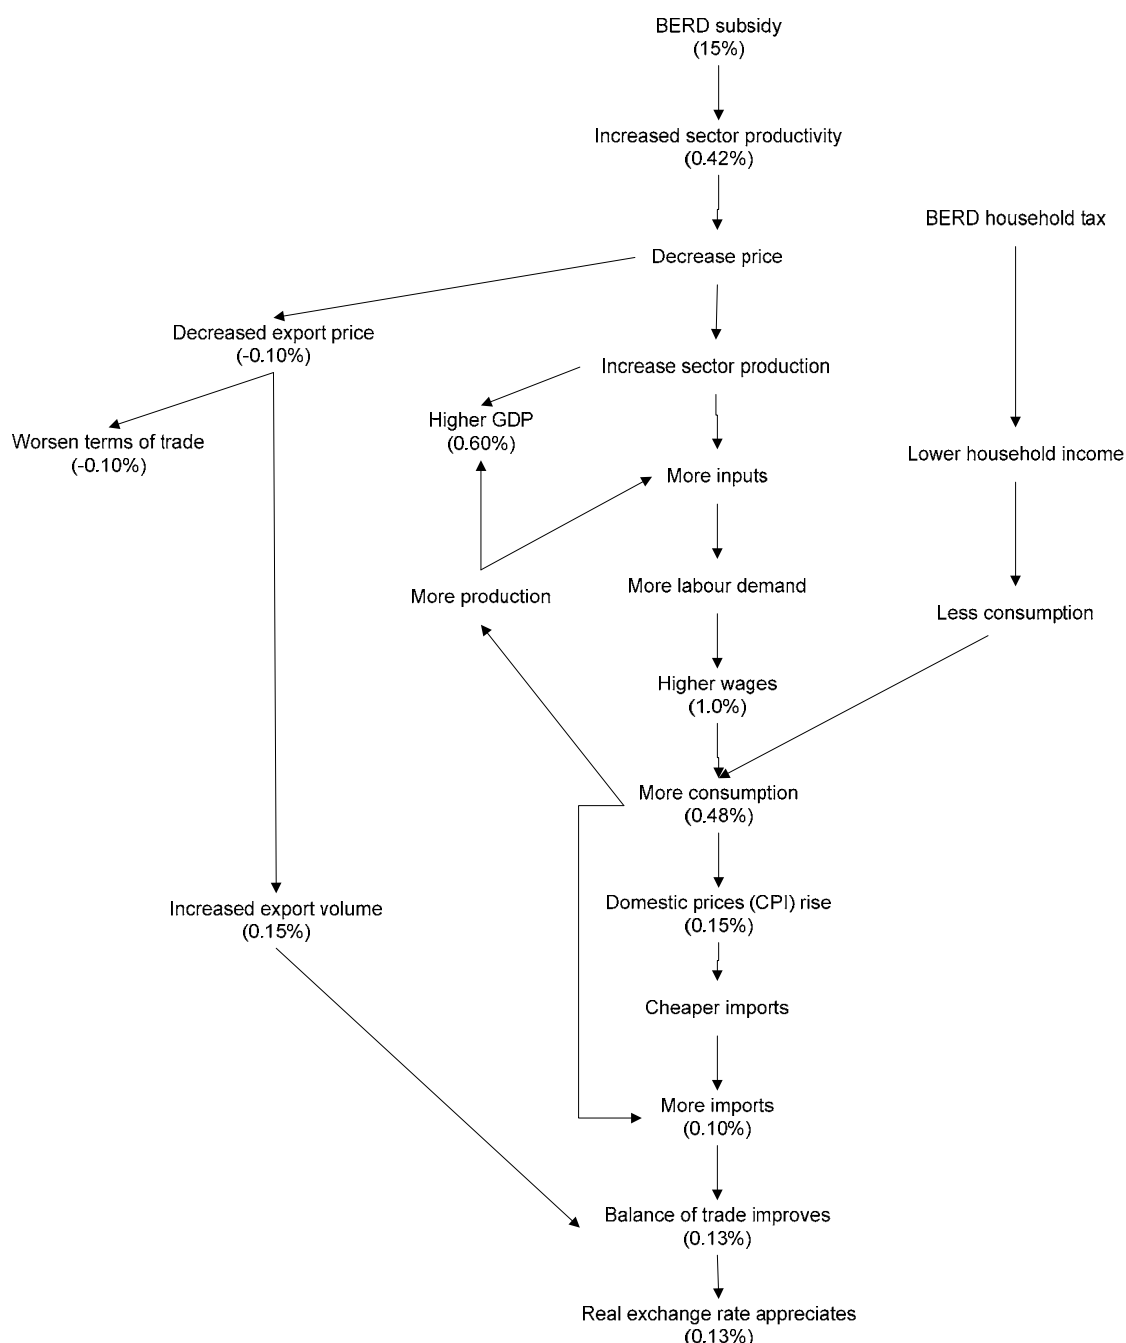 BERD subsidy
(15%)
Increased sector productivity
(0.42%)
BERD household tax
Decrease price
Decreased export price
(-0.10%)
Increase sector production
Higher GDP
(0.60%)
Worsen terms of trade
(-0.10%)
Lower household income
More inputs
More labour demand
More production
Less consumption
Higher wages
(1.0%)
More consumption
(0.48%)
Domestic prices (CPI) rise
(0.15%)
Increased export volume
(0.15%)
Cheaper imports
More imports
(0.10%)
Balance of trade improves
(0.13%)
Real exchange rate appreciates
(0.13%)